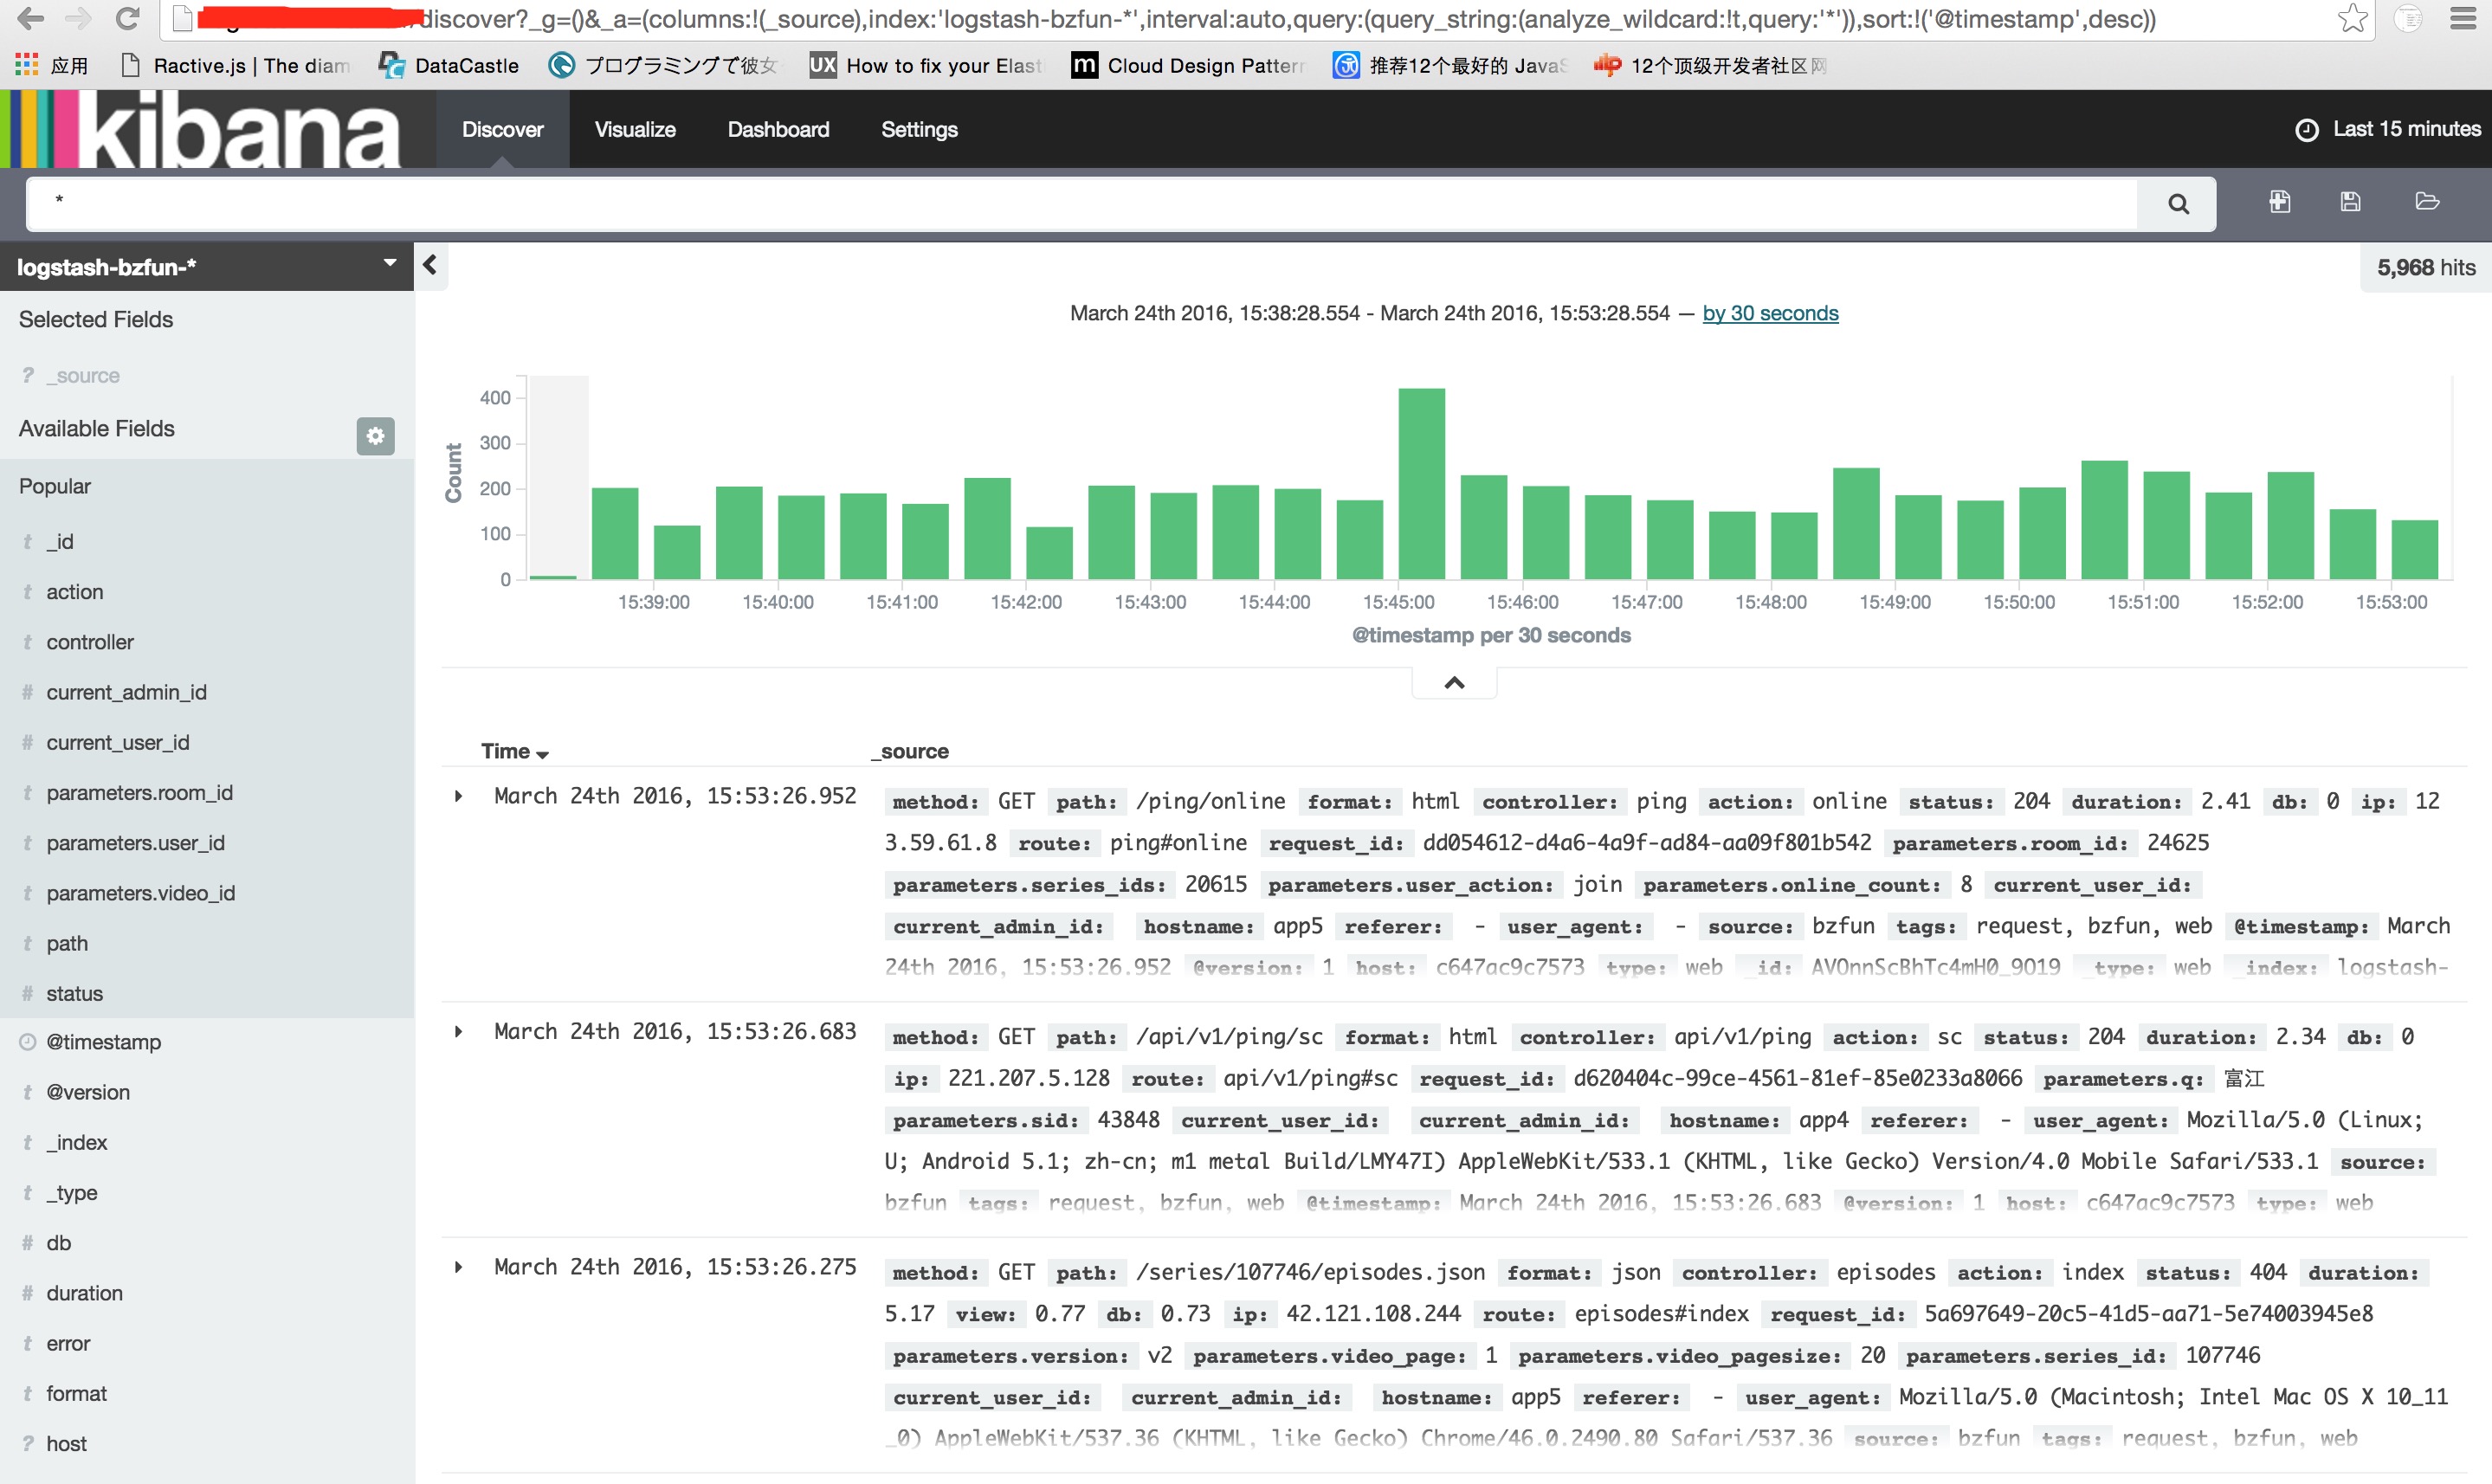 /discover?_g=()&_a=(columns:!(_source),index:'logstash-bzfun-*',interval:auto,query:(query_string:(analyze_wildcard:!t,query:'*')),sort:!('@timestamp',desc))
应用 Ractive.js | The diam DataCastle プログラミングで彼女 UX How to fix your Elast m Cloud Design Pattern 推荐12个最好的 JavaS 12个顶级开发者社区网
kibana Discover Visualize Dashboard Settings Last 15 minutes
*
logstash-bzfun-*
5,968 hits
Selected Fields
? _source
Available Fields
Popular
t _id
t action
t controller
# current_admin_id
# current_user_id
t parameters.room_id
t parameters.user_id
t parameters.video_id
t path
# status
@timestamp
t @version
t _index
t _type
# db
# duration
t error
t format
? host
March 24th 2016, 15:38:28.554 - March 24th 2016, 15:53:28.554 — by 30 seconds
Count
400
300
200
100
0
15:39:00 15:40:00 15:41:00 15:42:00 15:43:00 15:44:00 15:45:00 15:46:00 15:47:00 15:48:00 15:49:00 15:50:00 15:51:00 15:52:00 15:53:00
@timestamp per 30 seconds
Time _source
March 24th 2016, 15:53:26.952 method: GET path: /ping/online format: html controller: ping action: online status: 204 duration: 2.41 db: 0 ip: 12
3.59.61.8 route: ping#online request_id: dd054612-d4a6-4a9f-ad84-aa09f801b542 parameters.room_id: 24625
parameters.series_ids: 20615 parameters.user_action: join parameters.online_count: 8 current_user_id:
current_admin_id: hostname: app5 referer: - user_agent: - source: bzfun tags: request, bzfun, web @timestamp: March
24th 2016, 15:53:26.952 @version: 1 host: c647ac9c7573 type: web _id: AVOnnScBhTc4mH0_9O19 _type: web _index: logstash-
March 24th 2016, 15:53:26.683 method: GET path: /api/v1/ping/sc format: html controller: api/v1/ping action: sc status: 204 duration: 2.34 db: 0
ip: 221.207.5.128 route: api/v1/ping#sc request_id: d620404c-99ce-4561-81ef-85e0233a8066 parameters.q: 富江
parameters.sid: 43848 current_user_id: current_admin_id: hostname: app4 referer: - user_agent: Mozilla/5.0 (Linux;
U; Android 5.1; zh-cn; m1 metal Build/LMY47I) AppleWebKit/533.1 (KHTML, like Gecko) Version/4.0 Mobile Safari/533.1 source:
bzfun tags: request, bzfun, web @timestamp: March 24th 2016, 15:53:26.683 @version: 1 host: c647ac9c7573 type: web
March 24th 2016, 15:53:26.275 method: GET path: /series/107746/episodes.json format: json controller: episodes action: index status: 404 duration:
5.17 view: 0.77 db: 0.73 ip: 42.121.108.244 route: episodes#index request_id: 5a697649-20c5-41d5-aa71-5e74003945e8
parameters.version: v2 parameters.video_page: 1 parameters.video_pagesize: 20 parameters.series_id: 107746
current_user_id: current_admin_id: hostname: app5 referer: - user_agent: Mozilla/5.0 (Macintosh; Intel Mac OS X 10_11
_0) AppleWebKit/537.36 (KHTML, like Gecko) Chrome/46.0.2490.80 Safari/537.36 source: bzfun tags: request, bzfun, web